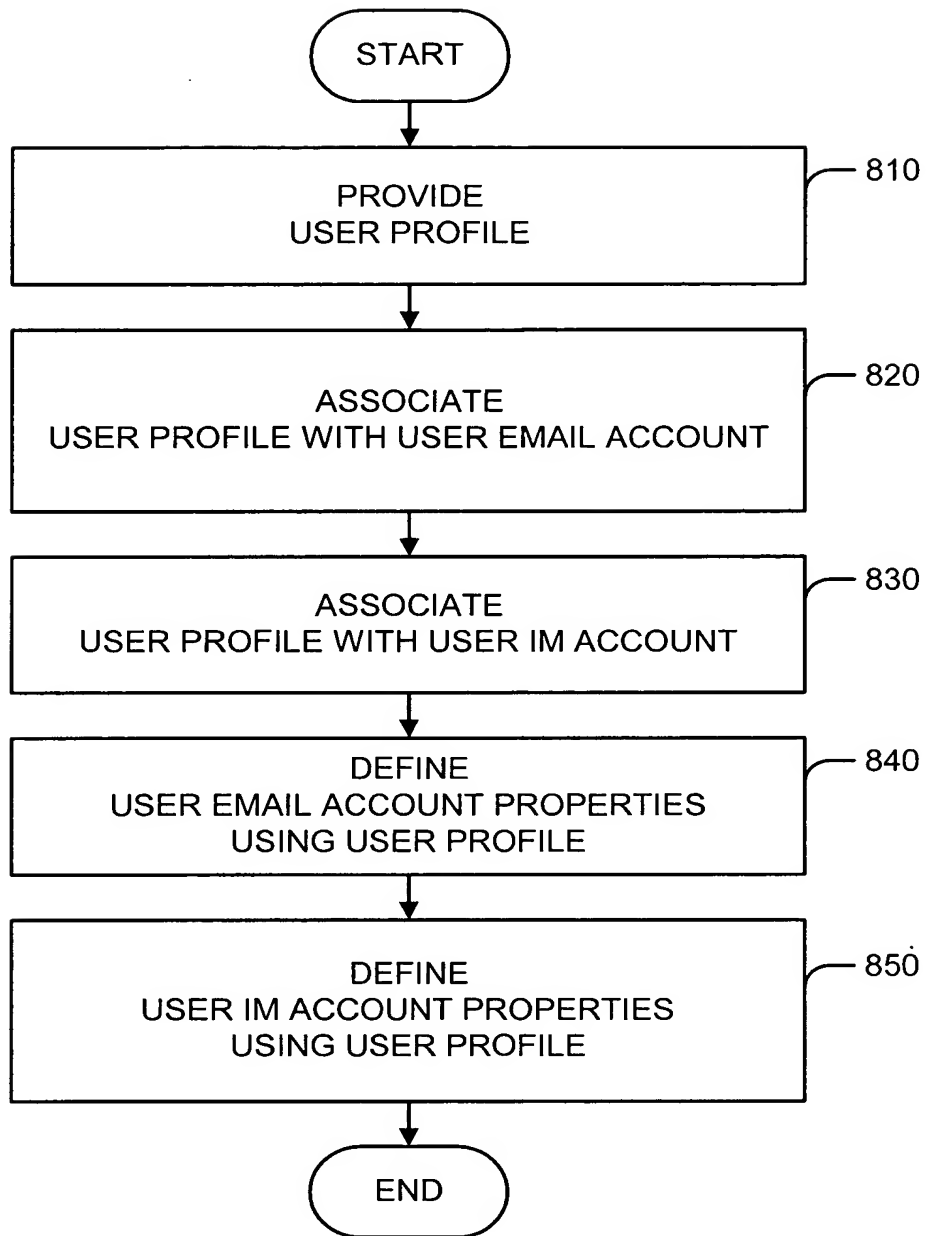 START
PROVIDE
USER PROFILE
810
ASSOCIATE
USER PROFILE WITH USER EMAIL ACCOUNT
820
ASSOCIATE
USER PROFILE WITH USER IM ACCOUNT
830
DEFINE
USER EMAIL ACCOUNT PROPERTIES
USING USER PROFILE
840
DEFINE
USER IM ACCOUNT PROPERTIES
USING USER PROFILE
850
END